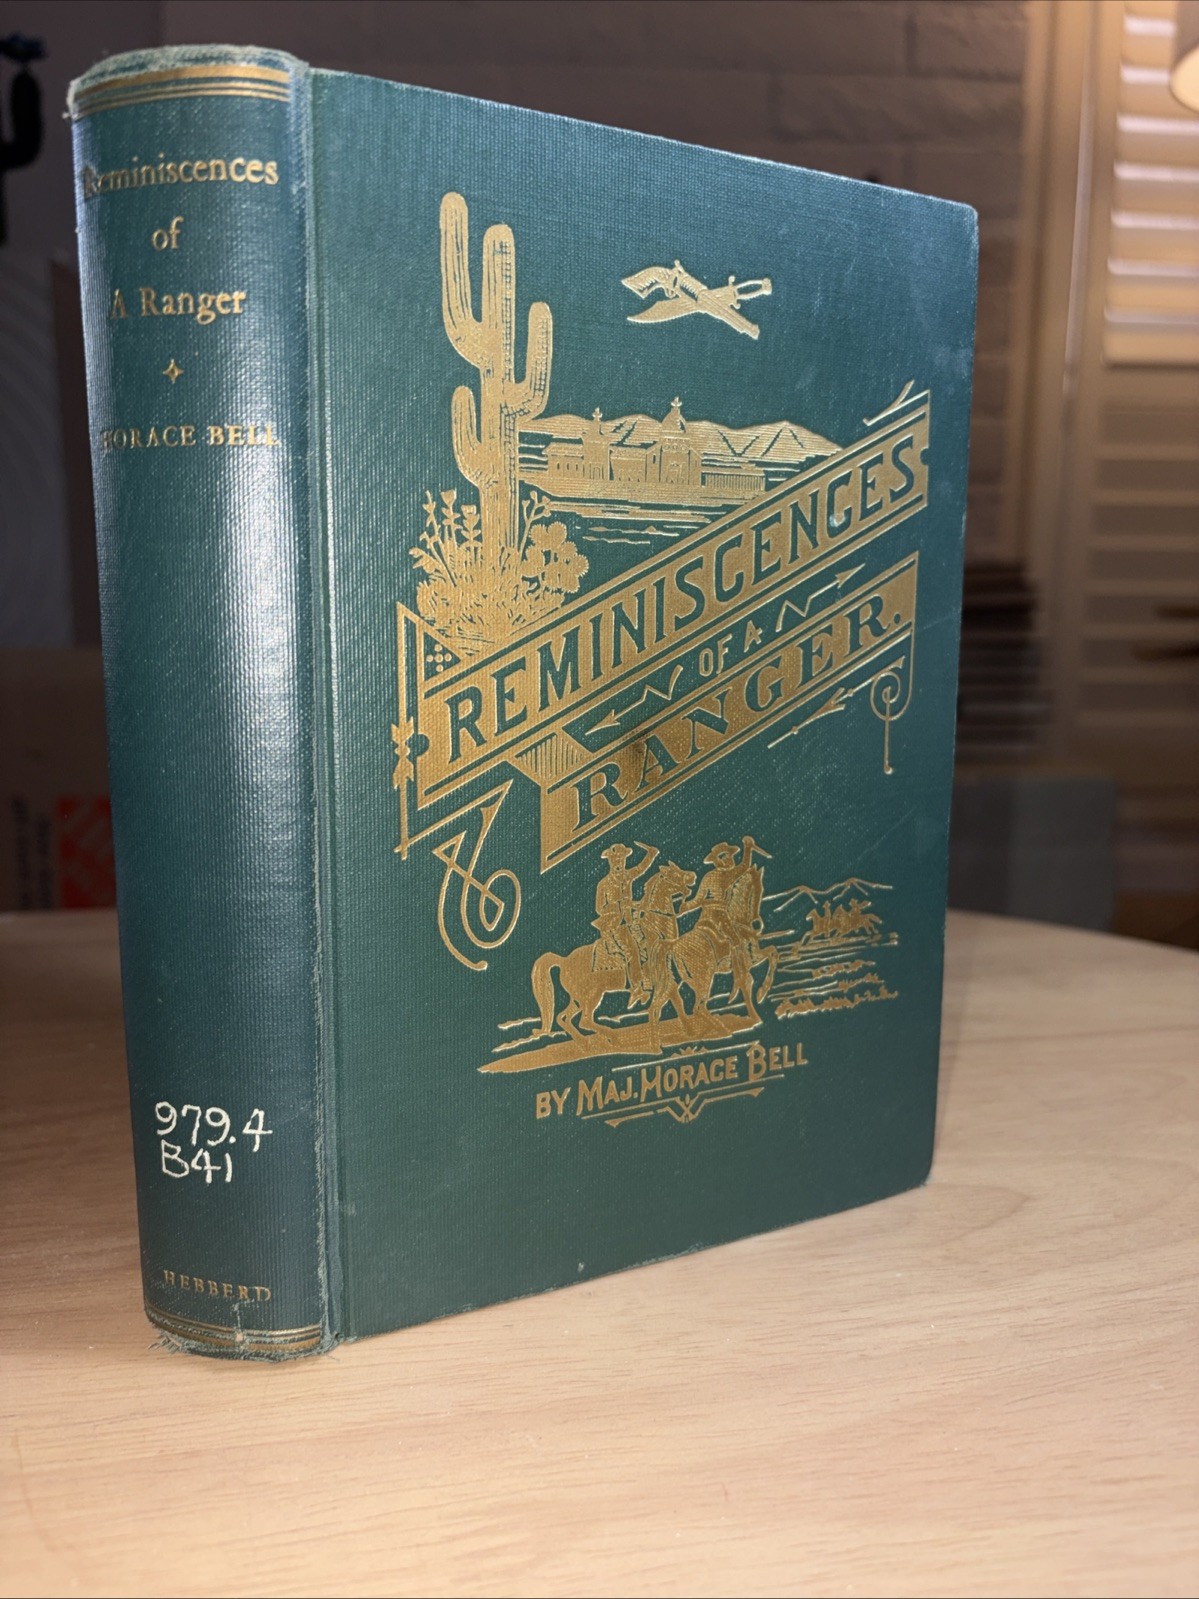 Reminiscences
of
A Ranger
HORACE BELL
979.4
B41
HEBBERD
REMINISCENCES
OF A
RANGER.
BY MAJ. HORACE BELL